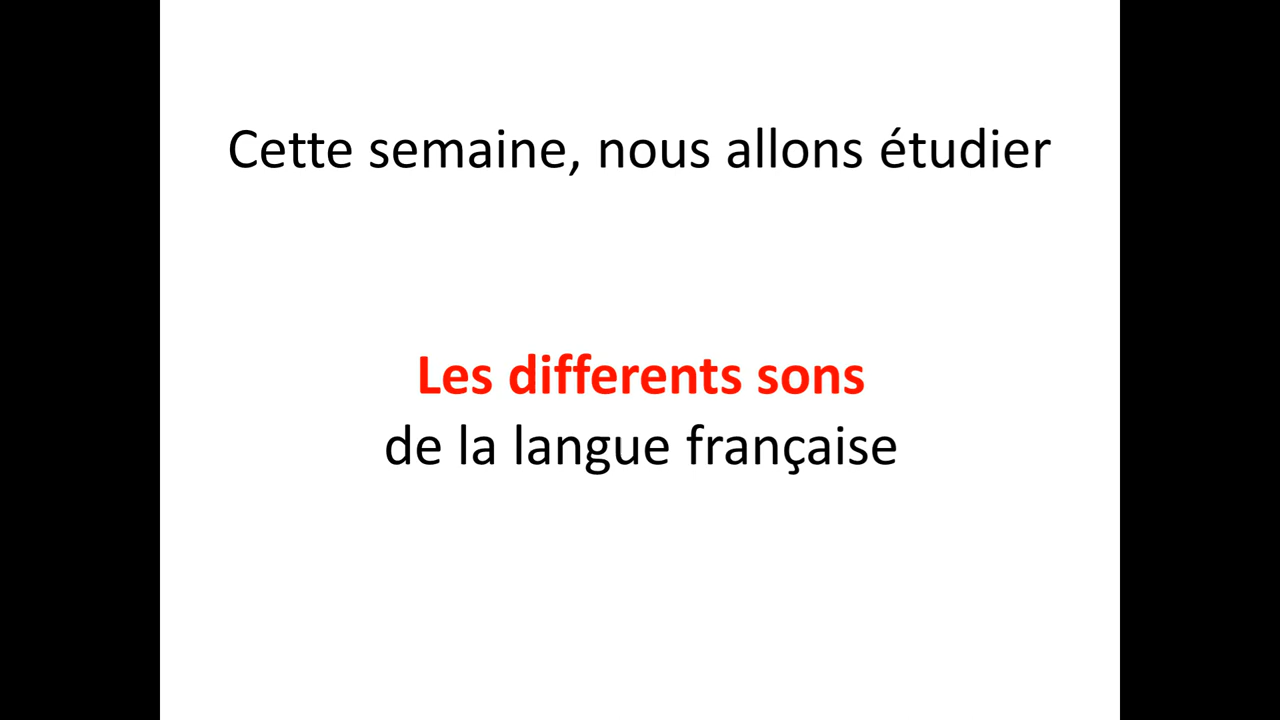 Cette semaine, nous allons étudier
Les differents sons
de la langue française